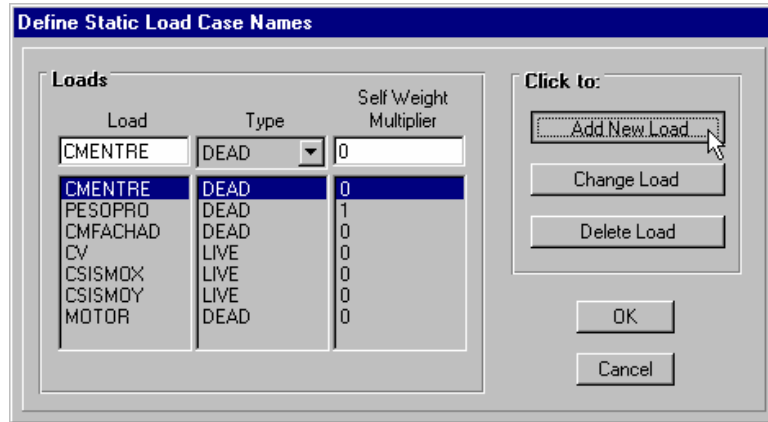 Define Static Load Case Names
Loads
Load Type Self Weight Multiplier
CMENTRE DEAD 0
CMENTRE DEAD 0
PESOPRO DEAD 1
CMFACHAD DEAD 0
CV LIVE 0
CSISMOX LIVE 0
CSISMOY LIVE 0
MOTOR DEAD 0
Click to:
Add New Load
Change Load
Delete Load
OK
Cancel